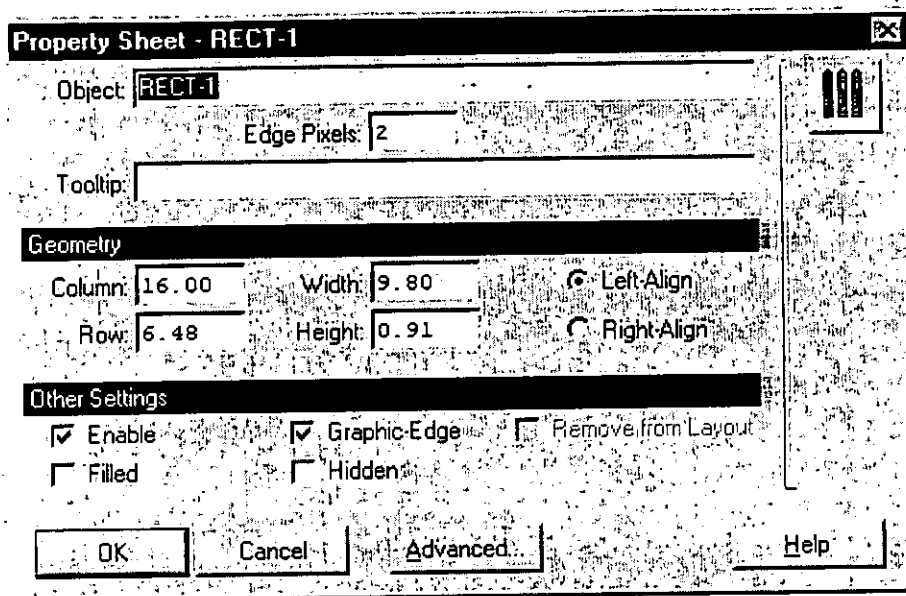 Property Sheet - RECT-1
Object: RECT-1
Edge Pixels: 2
Tooltip:
Geometry
Column: 16.00 Width: 9.80 Left-Align
Row: 6.48 Height: 0.91 Right-Align
Other Settings
Enable Graphic-Edge Remove from Layout
Filled Hidden
OK Cancel Advanced... Help